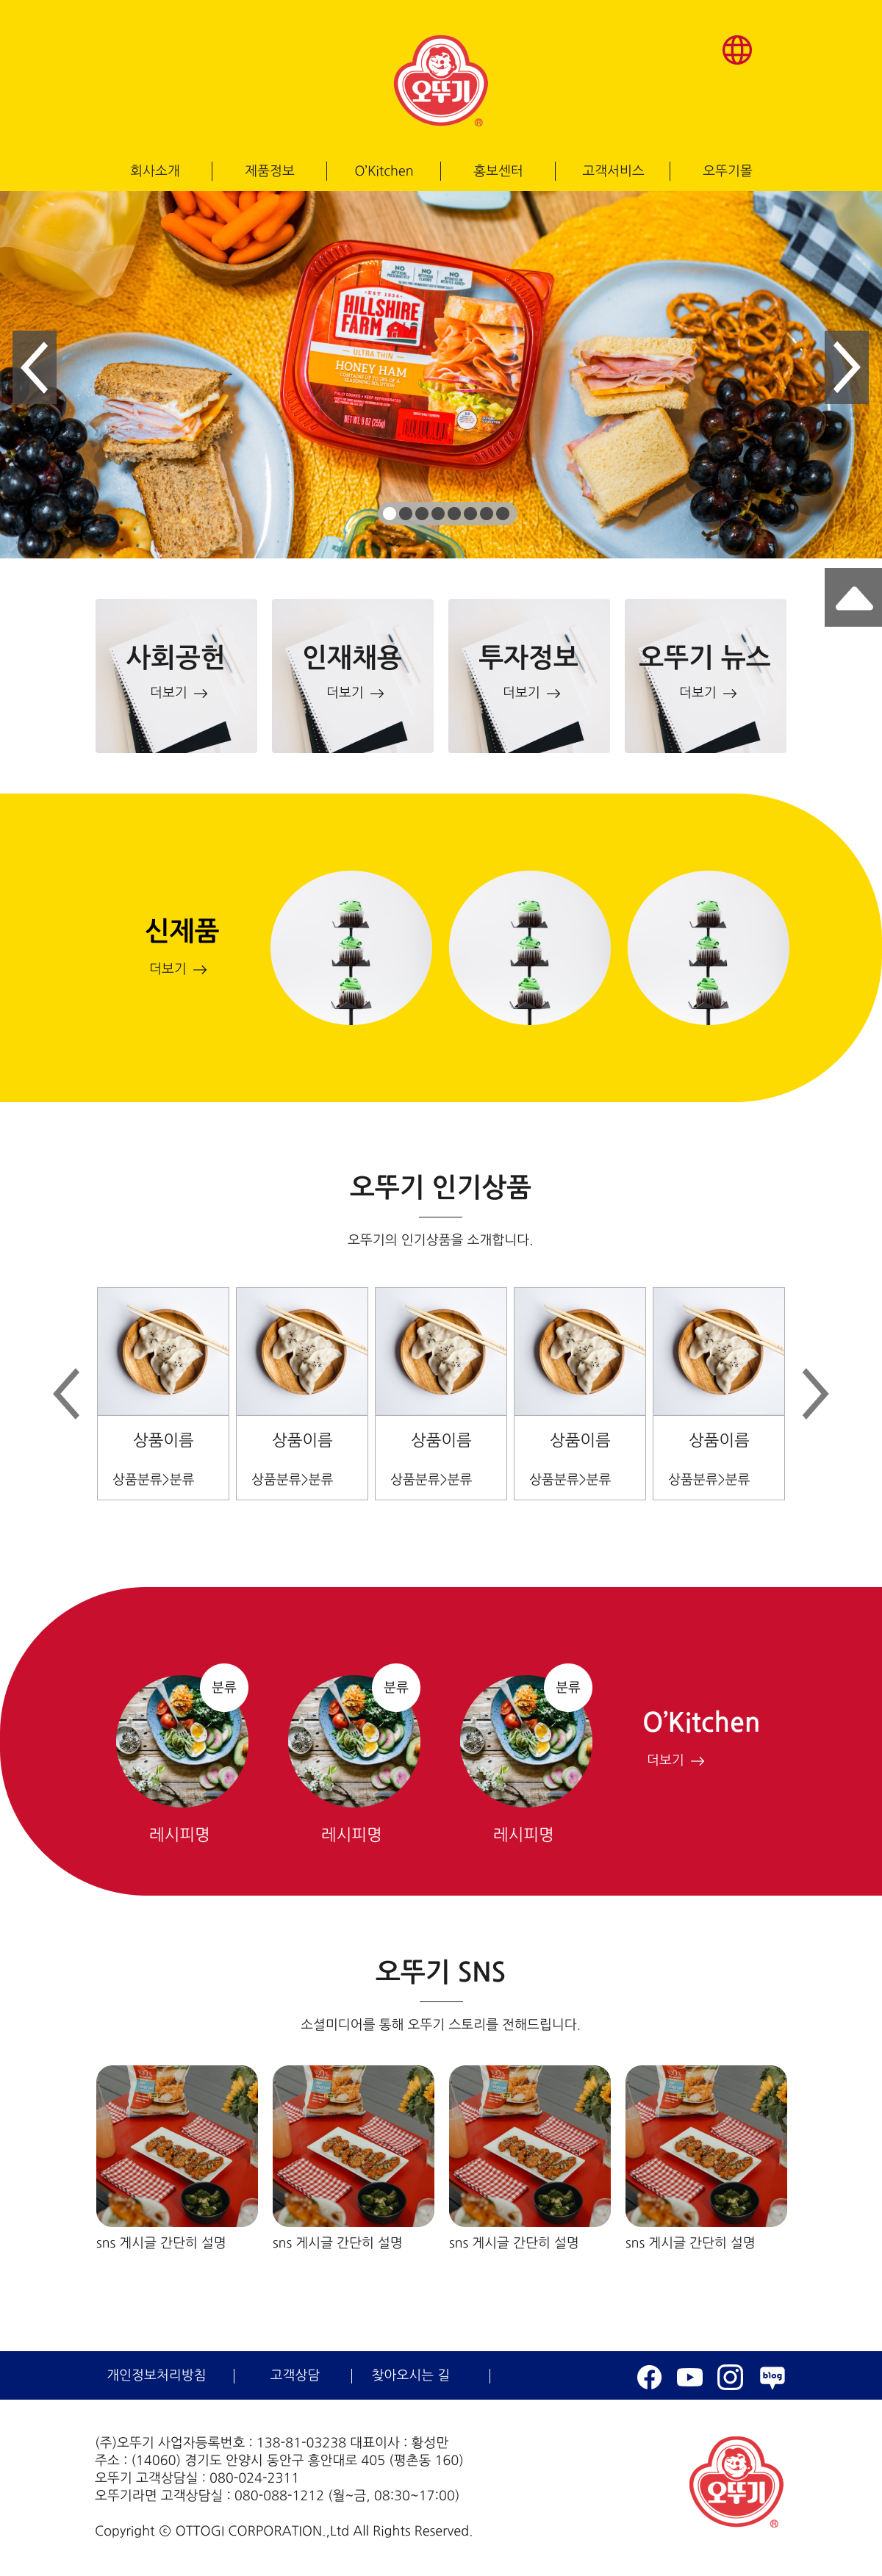 오뚜기
®
회사소개 제품정보 O'Kitchen 홍보센터 고객서비스 오뚜기몰
NO NO NO
EST. 1934
HILLSHIRE
FARM
ULTRA THIN
HONEY HAM
NET WT. 9 OZ (255g)
사회공헌 인재채용 투자정보 오뚜기 뉴스
더보기 → 더보기 → 더보기 → 더보기 →
신제품
더보기 →
오뚜기 인기상품
오뚜기의 인기상품을 소개합니다.
상품이름 상품이름 상품이름 상품이름 상품이름
상품분류>분류 상품분류>분류 상품분류>분류 상품분류>분류 상품분류>분류
분류 분류 분류
O'Kitchen
더보기 →
레시피명 레시피명 레시피명
오뚜기 SNS
소셜미디어를 통해 오뚜기 스토리를 전해드립니다.
sns 게시글 간단히 설명 sns 게시글 간단히 설명 sns 게시글 간단히 설명 sns 게시글 간단히 설명
개인정보처리방침 고객상담 찾아오시는 길 blog
(주)오뚜기 사업자등록번호 : 138-81-03238 대표이사 : 황성만
주소 : (14060) 경기도 안양시 동안구 흥안대로 405 (평촌동 160)
오뚜기 고객상담실 : 080-024-2311
오뚜기라면 고객상담실 : 080-088-1212 (월~금, 08:30~17:00)
Copyright ⓒ OTTOGI CORPORATION.,Ltd All Rights Reserved.
오뚜기
®